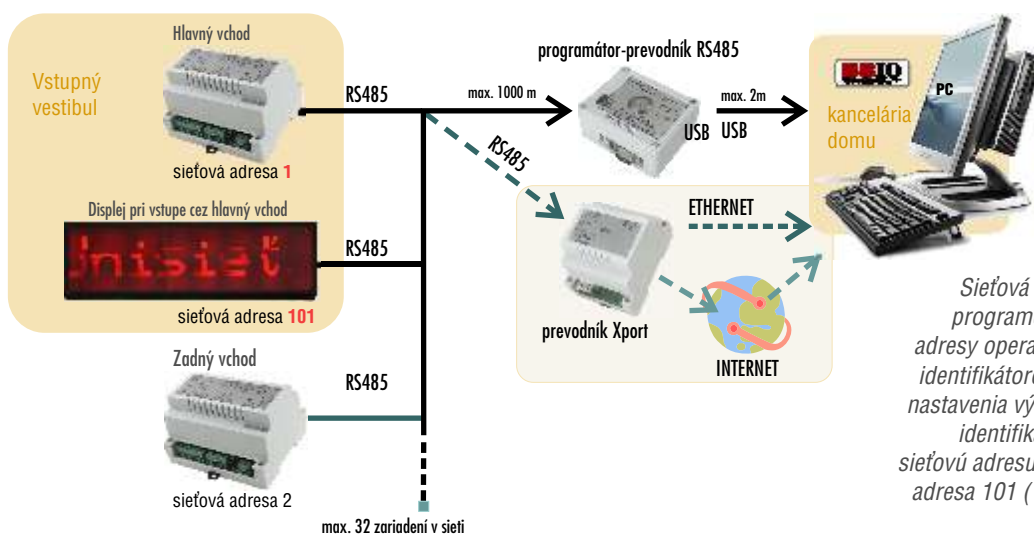 Hlavný vchod
Vstupný
vestibul
sieťová adresa 1
RS485
Displej pri vstupe cez hlavný vchod
RS485
sieťová adresa 101
Zadný vchod
RS485
sieťová adresa 2
max. 32 zariadení v sieti
programátor-prevodník RS485
max. 1000 m
USB
max. 2m
USB
IQ
PC
kancelária
domu
RS485
ETHERNET
prevodník Xport
INTERNET
Sieťová
program
adresy opera
identifikátor
nastavenia vý
identifik
sieťovú adresu
adresa 101 (